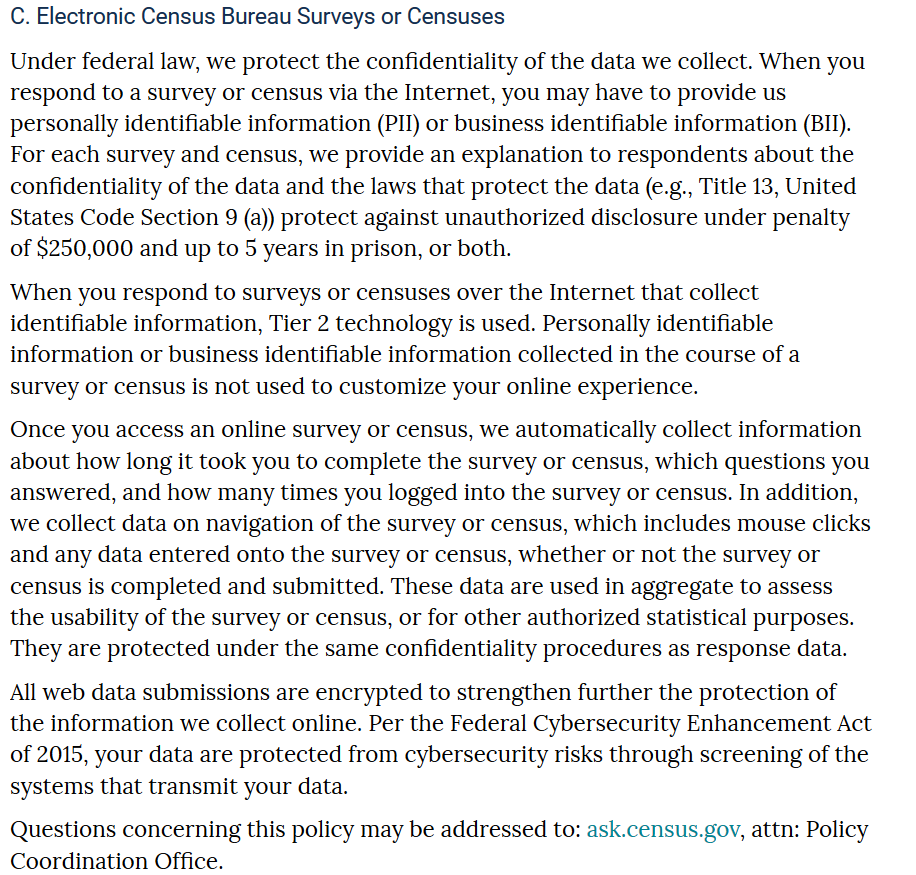 C. Electronic Census Bureau Surveys or Censuses
Under federal law, we protect the confidentiality of the data we collect. When you
respond to a survey or census via the Internet, you may have to provide us
personally identifiable information (PII) or business identifiable information (BII).
For each survey and census, we provide an explanation to respondents about the
confidentiality of the data and the laws that protect the data (e.g., Title 13, United
States Code Section 9 (a)) protect against unauthorized disclosure under penalty
of $250,000 and up to 5 years in prison, or both.
When you respond to surveys or censuses over the Internet that collect
identifiable information, Tier 2 technology is used. Personally identifiable
information or business identifiable information collected in the course of a
survey or census is not used to customize your online experience.
Once you access an online survey or census, we automatically collect information
about how long it took you to complete the survey or census, which questions you
answered, and how many times you logged into the survey or census. In addition,
we collect data on navigation of the survey or census, which includes mouse clicks
and any data entered onto the survey or census, whether or not the survey or
census is completed and submitted. These data are used in aggregate to assess
the usability of the survey or census, or for other authorized statistical purposes.
They are protected under the same confidentiality procedures as response data.
All web data submissions are encrypted to strengthen further the protection of
the information we collect online. Per the Federal Cybersecurity Enhancement Act
of 2015, your data are protected from cybersecurity risks through screening of the
systems that transmit your data.
Questions concerning this policy may be addressed to: ask.census.gov, attn: Policy
Coordination Office.